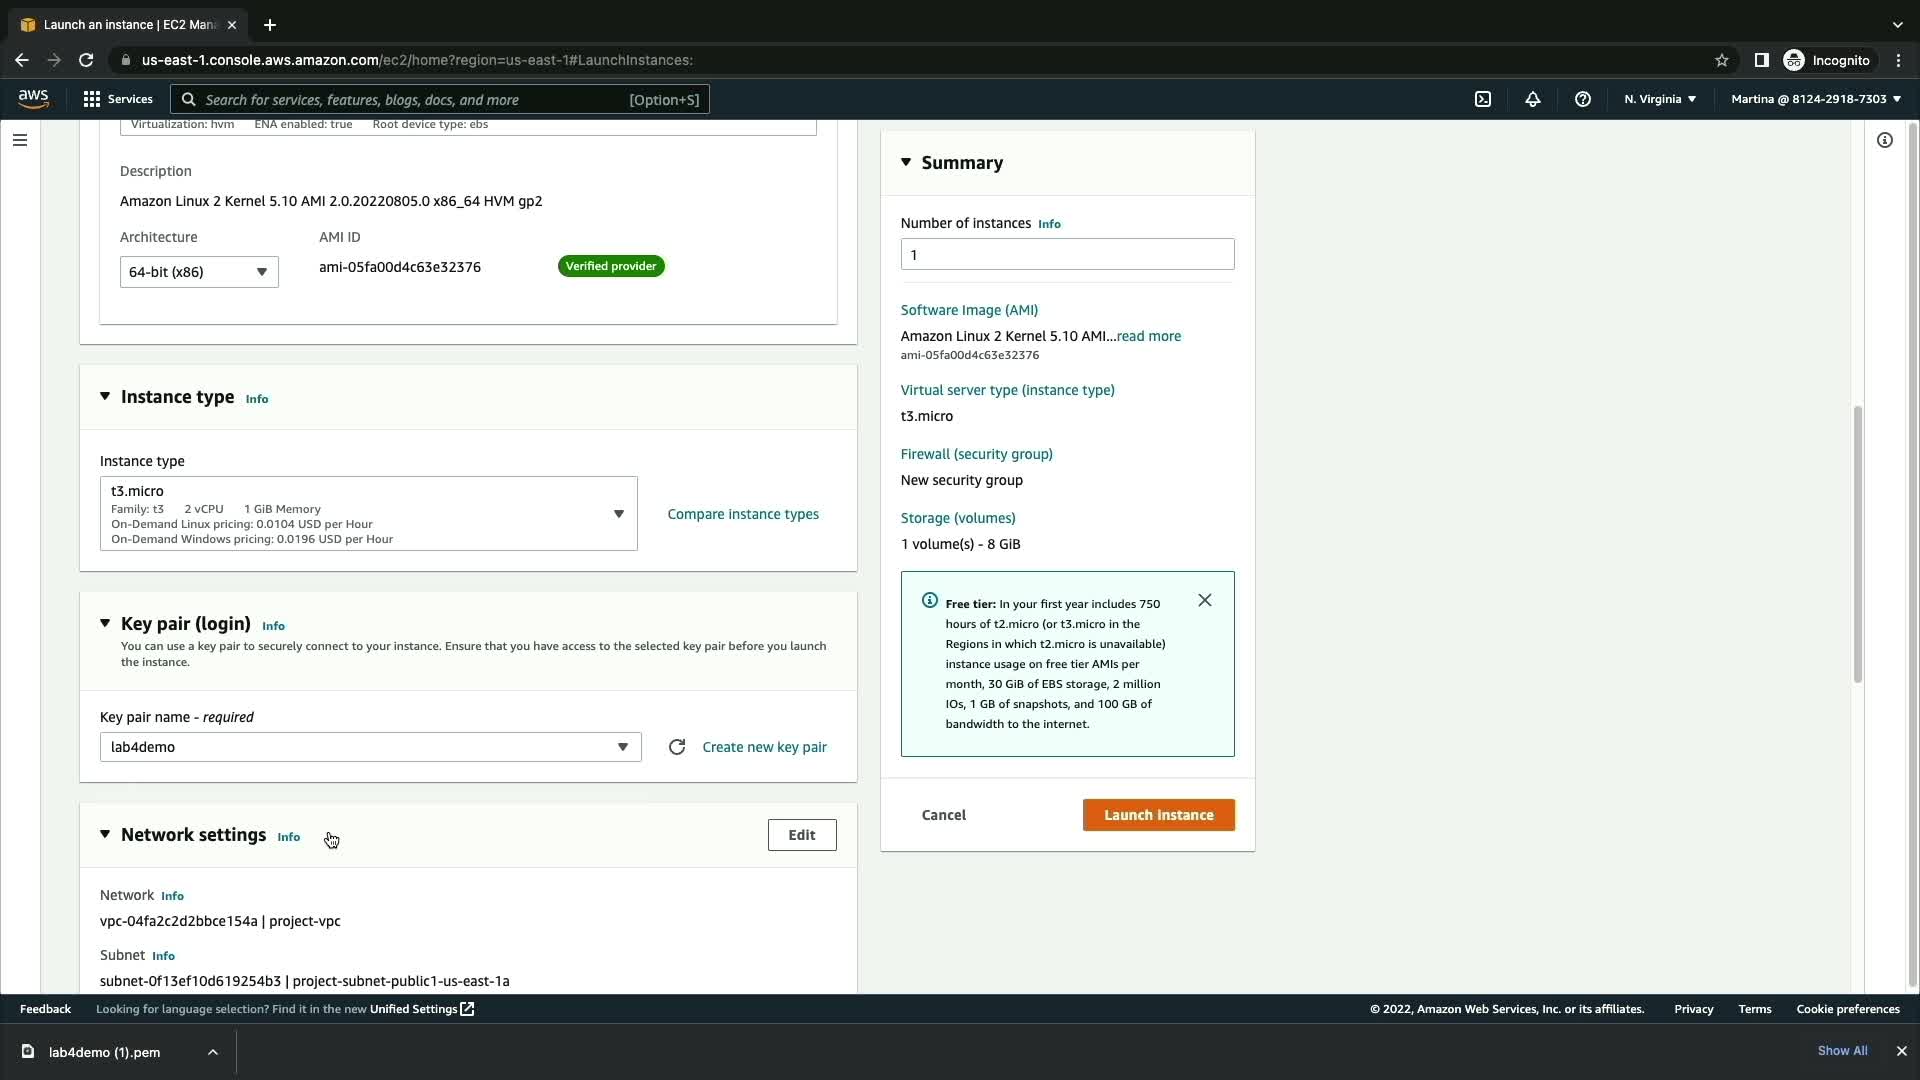 Launch an instance | EC2 Man
us-east-1.console.aws.amazon.com/ec2/home?region=us-east-1#LaunchInstances:
Incognito
aws
Services
Search for services, features, blogs, docs, and more
[Option+S]
N. Virginia
Martina @ 8124-2918-7303
Virtualization: hvm ENA enabled: true Root device type: ebs
Description
Amazon Linux 2 Kernel 5.10 AMI 2.0.20220805.0 x86_64 HVM gp2
Architecture
AMI ID
64-bit (x86)
ami-05fa00d4c63e32376
Verified provider
Instance type Info
Instance type
t3.micro
Family: t3 2 vCPU 1 GiB Memory
On-Demand Linux pricing: 0.0104 USD per Hour
On-Demand Windows pricing: 0.0196 USD per Hour
Compare instance types
Key pair (login) Info
You can use a key pair to securely connect to your instance. Ensure that you have access to the selected key pair before you launch
the instance.
Key pair name - required
lab4demo
Create new key pair
Network settings Info
Edit
Network Info
vpc-04fa2c2d2bbce154a | project-vpc
Subnet Info
subnet-0f13ef10d619254b3 | project-subnet-public1-us-east-1a
Summary
Number of instances Info
1
Software Image (AMI)
Amazon Linux 2 Kernel 5.10 AMI...read more
ami-05fa00d4c63e32376
Virtual server type (instance type)
t3.micro
Firewall (security group)
New security group
Storage (volumes)
1 volume(s) - 8 GiB
Free tier: In your first year includes 750
hours of t2.micro (or t3.micro in the
Regions in which t2.micro is unavailable)
instance usage on free tier AMIs per
month, 30 GiB of EBS storage, 2 million
IOs, 1 GB of snapshots, and 100 GB of
bandwidth to the internet.
Cancel
Launch instance
Feedback
Looking for language selection? Find it in the new Unified Settings
© 2022, Amazon Web Services, Inc. or its affiliates.
Privacy
Terms
Cookie preferences
lab4demo (1).pem
Show All